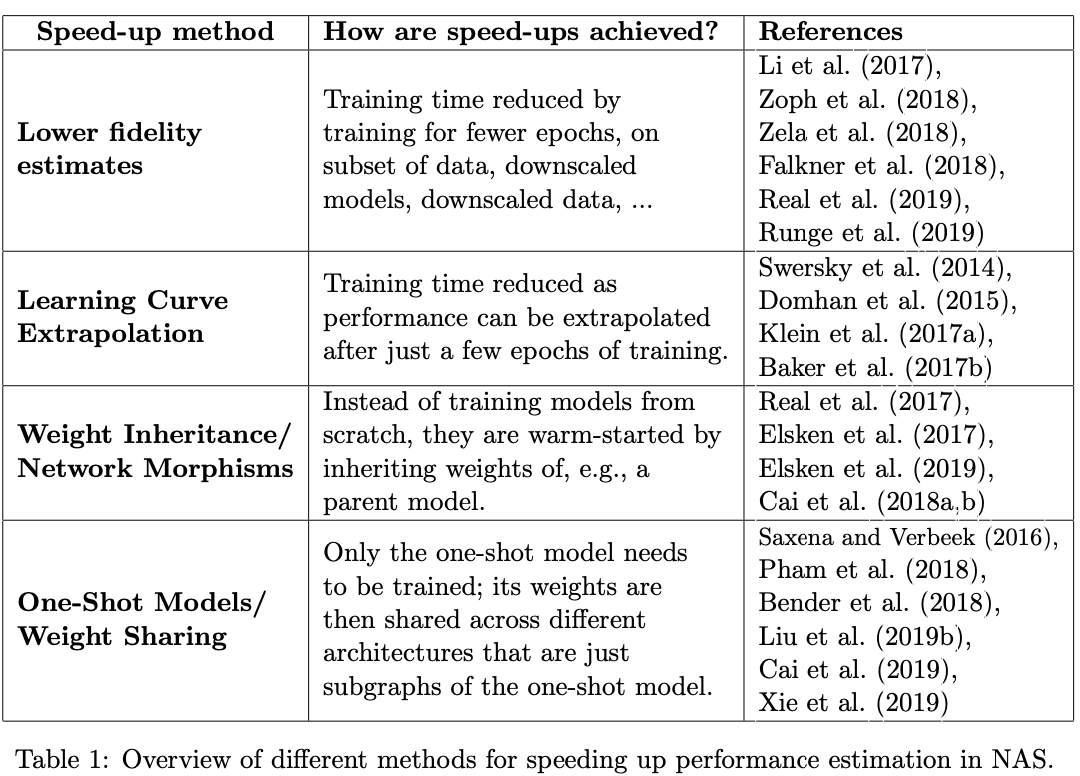 Speed-up method
How are speed-ups achieved?
References
Lower fidelity
estimates
Training time reduced by
training for fewer epochs, on
subset of data, downscaled
models, downscaled data, ...
Li et al. (2017),
Zoph et al. (2018),
Zela et al. (2018),
Falkner et al. (2018),
Real et al. (2019),
Runge et al. (2019)
Learning Curve
Extrapolation
Training time reduced as
performance can be extrapolated
after just a few epochs of training.
Swersky et al. (2014),
Domhan et al. (2015),
Klein et al. (2017a),
Baker et al. (2017b)
Weight Inheritance/
Network Morphisms
Instead of training models from
scratch, they are warm-started by
inheriting weights of, e.g., a
parent model.
Real et al. (2017),
Elsken et al. (2017),
Elsken et al. (2019),
Cai et al. (2018a,b)
One-Shot Models/
Weight Sharing
Only the one-shot model needs
to be trained; its weights are
then shared across different
architectures that are just
subgraphs of the one-shot model.
Saxena and Verbeek (2016),
Pham et al. (2018),
Bender et al. (2018),
Liu et al. (2019b),
Cai et al. (2019),
Xie et al. (2019)
Table 1: Overview of different methods for speeding up performance estimation in NAS.